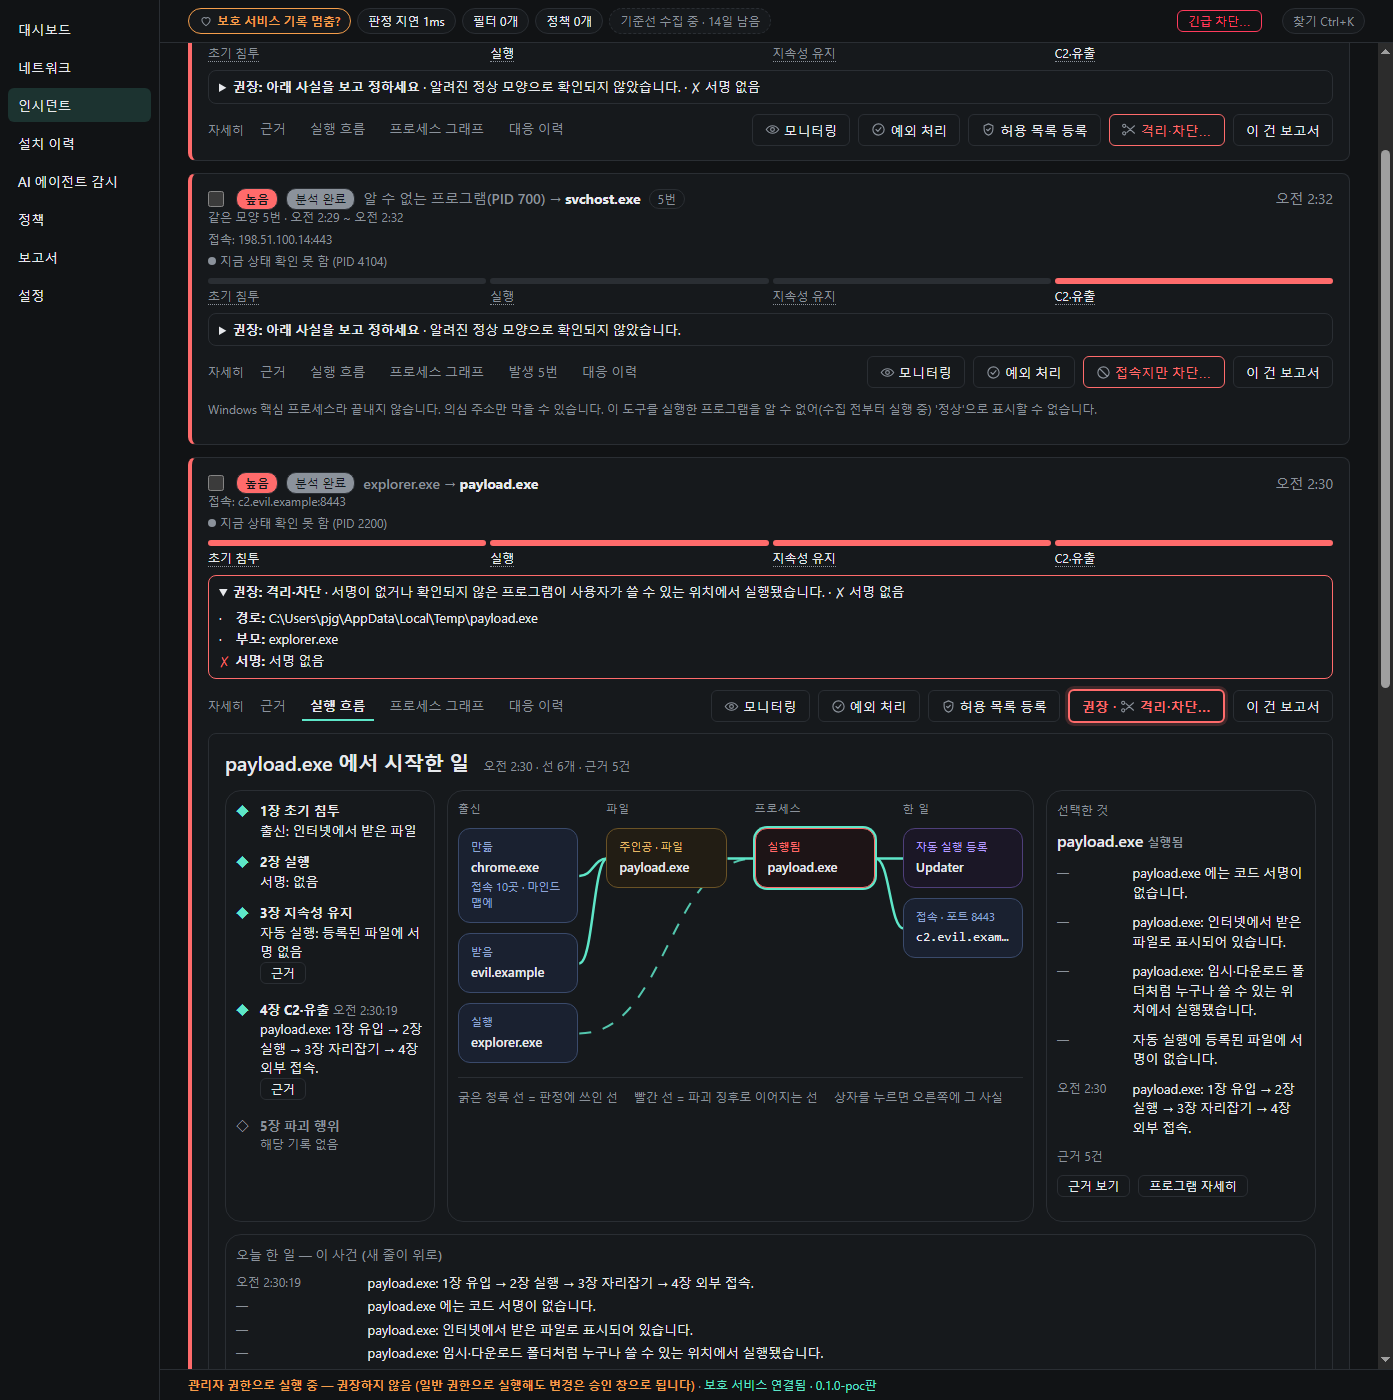 대시보드
네트워크
인시던트
설치 이력
AI 에이전트 감시
정책
보고서
설정
보호 서비스 기록 멈춤?
판정 지연 1ms
필터 0개
정책 0개
기준선 수집 중 · 14일 남음
긴급 차단...
찾기 Ctrl+K
초기 침투 실행 지속성 유지 C2·유출
▶ 권장: 아래 사실을 보고 정하세요 · 알려진 정상 모양으로 확인되지 않았습니다. · ✗ 서명 없음
자세히 근거 실행 흐름 프로세스 그래프 대응 이력
모니터링 예외 처리 허용 목록 등록 격리·차단... 이 건 보고서
높음 분석 완료 알 수 없는 프로그램(PID 700) → svchost.exe 5번 오전 2:32
같은 모양 5번 · 오전 2:29 ~ 오전 2:32
접속: 198.51.100.14:443
지금 상태 확인 못 함 (PID 4104)
초기 침투 실행 지속성 유지 C2·유출
▶ 권장: 아래 사실을 보고 정하세요 · 알려진 정상 모양으로 확인되지 않았습니다.
자세히 근거 실행 흐름 프로세스 그래프 발생 5번 대응 이력
모니터링 예외 처리 접속지만 차단... 이 건 보고서
Windows 핵심 프로세스라 끝내지 않습니다. 의심 주소만 막을 수 있습니다. 이 도구를 실행한 프로그램을 알 수 없어(수집 전부터 실행 중) '정상'으로 표시할 수 없습니다.
높음 분석 완료 explorer.exe → payload.exe 오전 2:30
접속: c2.evil.example:8443
지금 상태 확인 못 함 (PID 2200)
초기 침투 실행 지속성 유지 C2·유출
▼ 권장: 격리·차단 · 서명이 없거나 확인되지 않은 프로그램이 사용자가 쓸 수 있는 위치에서 실행됐습니다. · ✗ 서명 없음
· 경로: C:\Users\pjg\AppData\Local\Temp\payload.exe
· 부모: explorer.exe
✗ 서명: 서명 없음
자세히 근거 실행 흐름 프로세스 그래프 대응 이력
모니터링 예외 처리 허용 목록 등록 권장 · 격리·차단... 이 건 보고서
payload.exe 에서 시작한 일 오전 2:30 · 선 6개 · 근거 5건
1장 초기 침투
출신: 인터넷에서 받은 파일
2장 실행
서명: 없음
3장 지속성 유지
자동 실행: 등록된 파일에 서
명 없음
근거
4장 C2·유출 오전 2:30:19
payload.exe: 1장 유입 → 2장
실행 → 3장 자리잡기 → 4장
외부 접속.
근거
5장 파괴 행위
해당 기록 없음
출신 파일 프로세스 한 일
만듦
chrome.exe
접속 10곳 · 마인드
맵에
받음
evil.example
실행
explorer.exe
주인공 · 파일
payload.exe
실행됨
payload.exe
자동 실행 등록
Updater
접속 · 포트 8443
c2.evil.exam…
굵은 청록 선 = 판정에 쓰인 선 빨간 선 = 파괴 징후로 이어지는 선 상자를 누르면 오른쪽에 그 사실
선택한 것
payload.exe 실행됨
— payload.exe 에는 코드 서명이
없습니다.
— payload.exe: 인터넷에서 받은
파일로 표시되어 있습니다.
— payload.exe: 임시·다운로드 폴
더처럼 누구나 쓸 수 있는 위
치에서 실행됐습니다.
— 자동 실행에 등록된 파일에 서
명이 없습니다.
오전 2:30 payload.exe: 1장 유입 → 2장
실행 → 3장 자리잡기 → 4장
외부 접속.
근거 5건
근거 보기 프로그램 자세히
오늘 한 일 — 이 사건 (새 줄이 위로)
오전 2:30:19 payload.exe: 1장 유입 → 2장 실행 → 3장 자리잡기 → 4장 외부 접속.
— payload.exe 에는 코드 서명이 없습니다.
— payload.exe: 인터넷에서 받은 파일로 표시되어 있습니다.
— payload.exe: 임시·다운로드 폴더처럼 누구나 쓸 수 있는 위치에서 실행됐습니다.
관리자 권한으로 실행 중 — 권장하지 않음 (일반 권한으로 실행해도 변경은 승인 창으로 됩니다) · 보호 서비스 연결됨 · 0.1.0-poc판